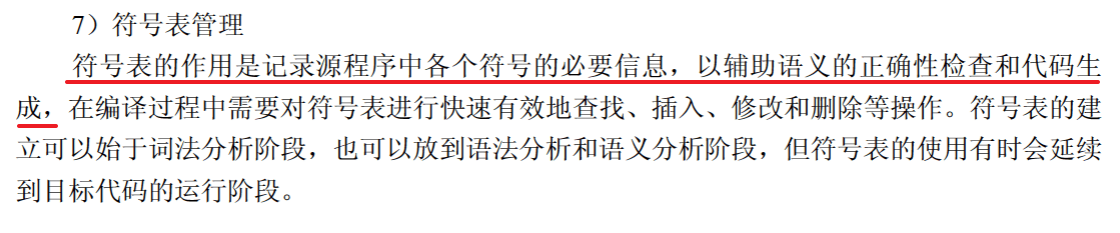 7）符号表管理
符号表的作用是记录源程序中各个符号的必要信息，以辅助语义的正确性检查和代码生
成，在编译过程中需要对符号表进行快速有效地查找、插入、修改和删除等操作。符号表的建
立可以始于词法分析阶段，也可以放到语法分析和语义分析阶段，但符号表的使用有时会延续
到目标代码的运行阶段。